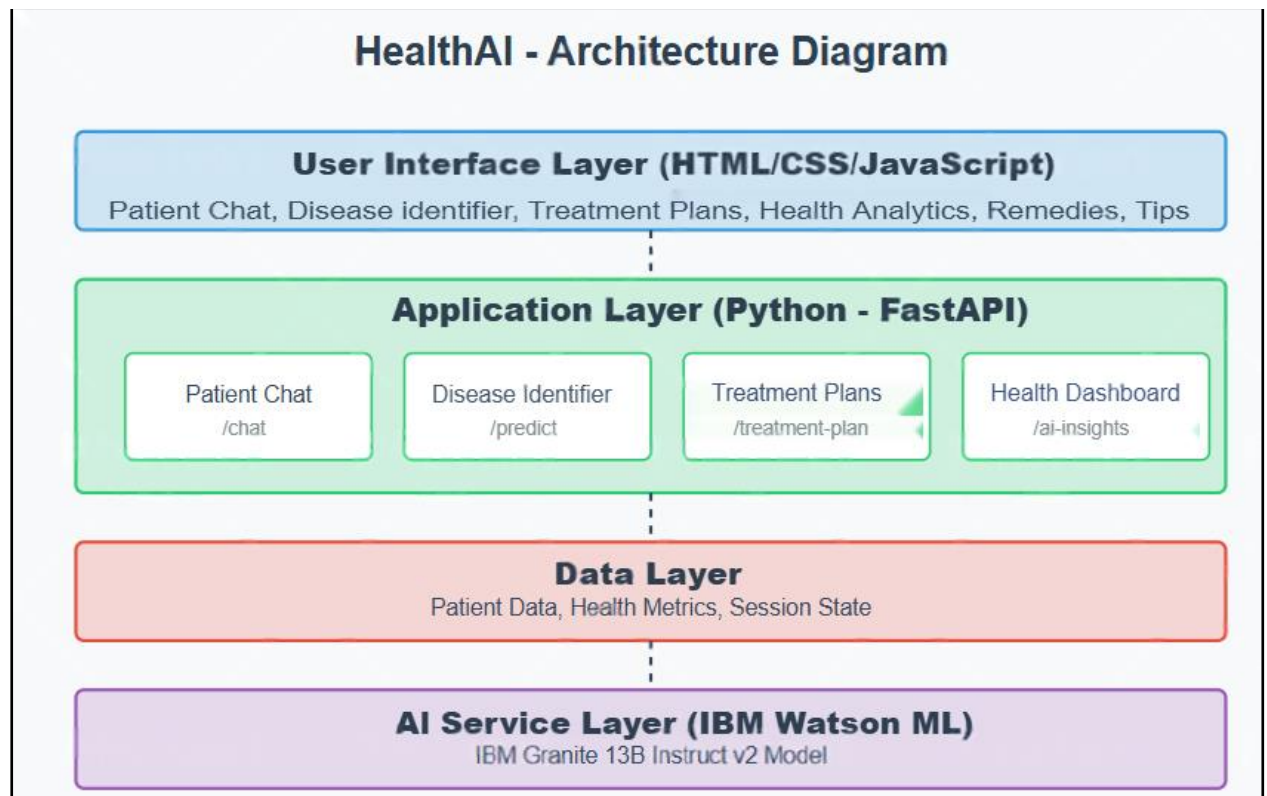 HealthAI - Architecture Diagram
User Interface Layer (HTML/CSS/JavaScript)
Patient Chat, Disease identifier, Treatment Plans, Health Analytics, Remedies, Tips
Application Layer (Python - FastAPI)
Patient Chat
/chat
Disease Identifier
/predict
Treatment Plans
/treatment-plan
Health Dashboard
/ai-insights
Data Layer
Patient Data, Health Metrics, Session State
AI Service Layer (IBM Watson ML)
IBM Granite 13B Instruct v2 Model